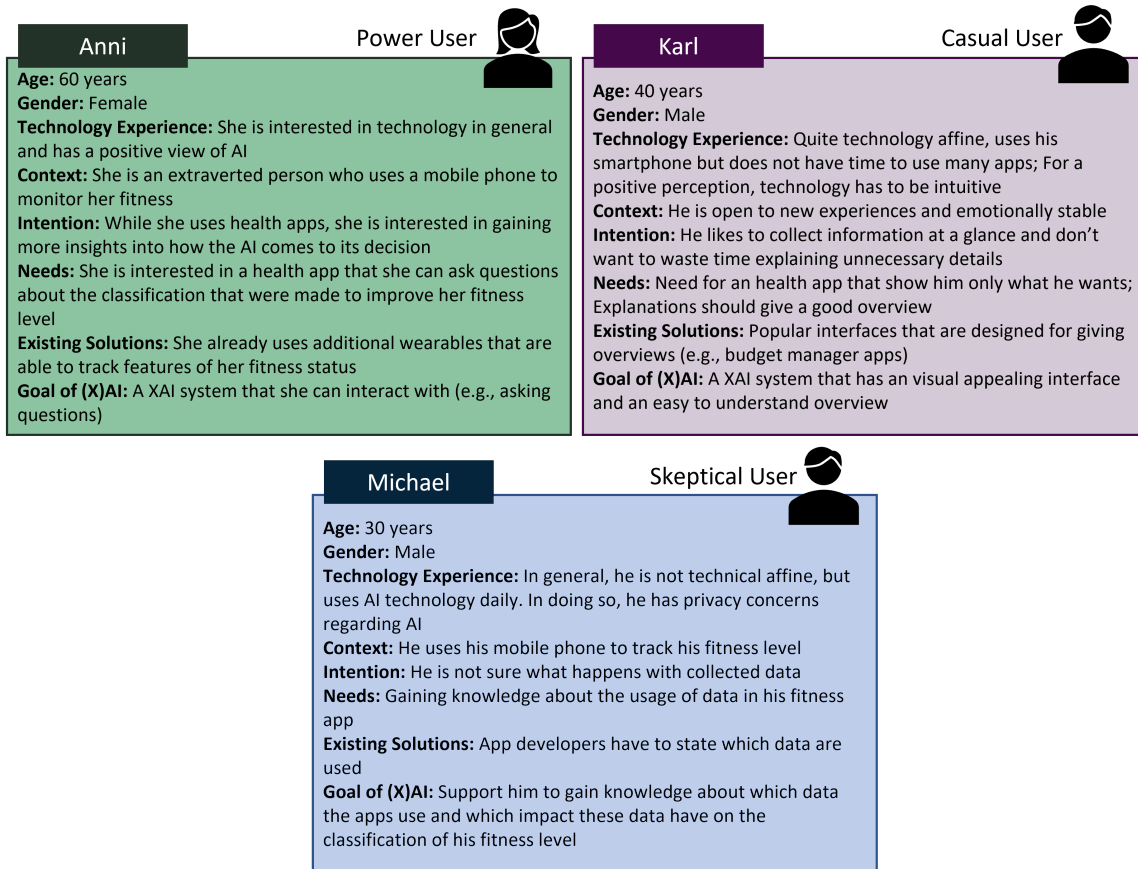 Anni
Power User
Age: 60 years
Gender: Female
Technology Experience: She is interested in technology in general
and has a positive view of AI
Context: She is an extraverted person who uses a mobile phone to
monitor her fitness
Intention: While she uses health apps, she is interested in gaining
more insights into how the AI comes to its decision
Needs: She is interested in a health app that she can ask questions
about the classification that were made to improve her fitness
level
Existing Solutions: She already uses additional wearables that are
able to track features of her fitness status
Goal of (X)AI: A XAI system that she can interact with (e.g., asking
questions)
Karl
Casual User
Age: 40 years
Gender: Male
Technology Experience: Quite technology affine, uses his
smartphone but does not have time to use many apps; For a
positive perception, technology has to be intuitive
Context: He is open to new experiences and emotionally stable
Intention: He likes to collect information at a glance and don't
want to waste time explaining unnecessary details
Needs: Need for an health app that show him only what he wants;
Explanations should give a good overview
Existing Solutions: Popular interfaces that are designed for giving
overviews (e.g., budget manager apps)
Goal of (X)AI: A XAI system that has an visual appealing interface
and an easy to understand overview
Michael
Skeptical User
Age: 30 years
Gender: Male
Technology Experience: In general, he is not technical affine, but
uses AI technology daily. In doing so, he has privacy concerns
regarding AI
Context: He uses his mobile phone to track his fitness level
Intention: He is not sure what happens with collected data
Needs: Gaining knowledge about the usage of data in his fitness
app
Existing Solutions: App developers have to state which data are
used
Goal of (X)AI: Support him to gain knowledge about which data
the apps use and which impact these data have on the
classification of his fitness level